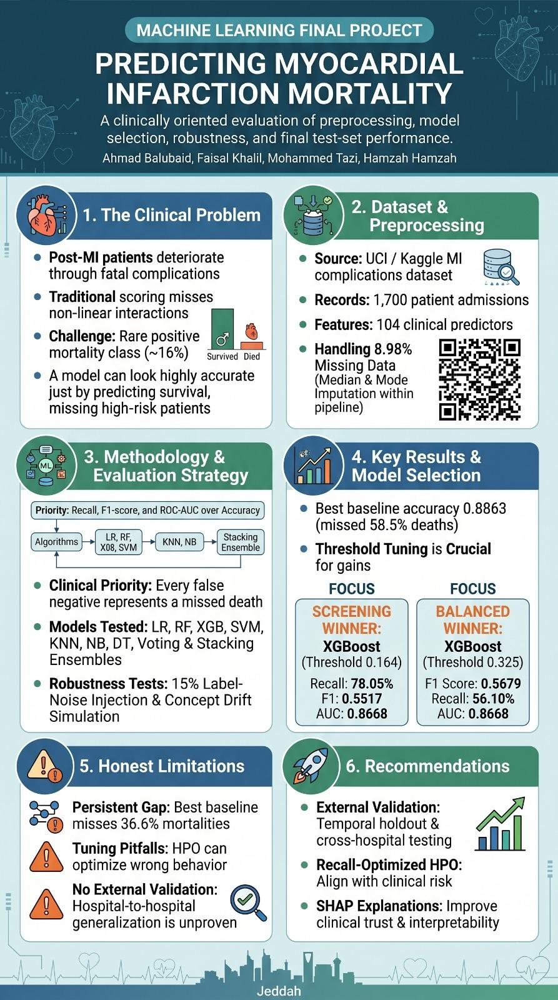 MACHINE LEARNING FINAL PROJECT
PREDICTING MYOCARDIAL
INFARCTION MORTALITY
A clinically oriented evaluation of preprocessing, model
selection, robustness, and final test-set performance.
Ahmad Balubaid, Faisal Khalil, Mohammed Tazi, Hamzah Hamzah
1. The Clinical Problem
Post-MI patients deteriorate
through fatal complications
Traditional scoring misses
non-linear interactions
Challenge: Rare positive
mortality class (~16%)
Survived Died
A model can look highly accurate
just by predicting survival,
missing high-risk patients
2. Dataset &
Preprocessing
Source: UCI / Kaggle MI
complications dataset
Records: 1,700 patient admissions
Features: 104 clinical predictors
Handling 8.98%
Missing Data
(Median & Mode
Imputation within
pipeline)
ML
3. Methodology &
Evaluation Strategy
Priority: Recall, F1-score, and ROC-AUC over Accuracy
Algorithms
LR, RF,
X08, SVM
KNN, NB
Stacking
Ensemble
Clinical Priority: Every false
negative represents a missed death
Models Tested: LR, RF, XGB, SVM,
KNN, NB, DT, Voting & Stacking
Ensembles
Robustness Tests: 15% Label-
Noise Injection & Concept Drift
Simulation
4. Key Results &
Model Selection
Best baseline accuracy 0.8863
(missed 58.5% deaths)
Threshold Tuning is Crucial
for gains
FOCUS
SCREENING
WINNER:
XGBoost
(Threshold 0.164)
Recall: 78.05%
F1: 0.5517
AUC: 0.8668
FOCUS
BALANCED
WINNER:
XGBoost
(Threshold 0.325)
F1 Score: 0.5679
Recall: 56.10%
AUC: 0.8668
5. Honest Limitations
Persistent Gap: Best baseline
misses 36.6% mortalities
Tuning Pitfalls: HPO can
optimize wrong behavior
No External Validation:
Hospital-to-hospital
generalization is unproven
6. Recommendations
External Validation:
Temporal holdout &
cross-hospital testing
Recall-Optimized HPO:
Align with clinical risk
SHAP Explanations: Improve
clinical trust & interpretability
Jeddah